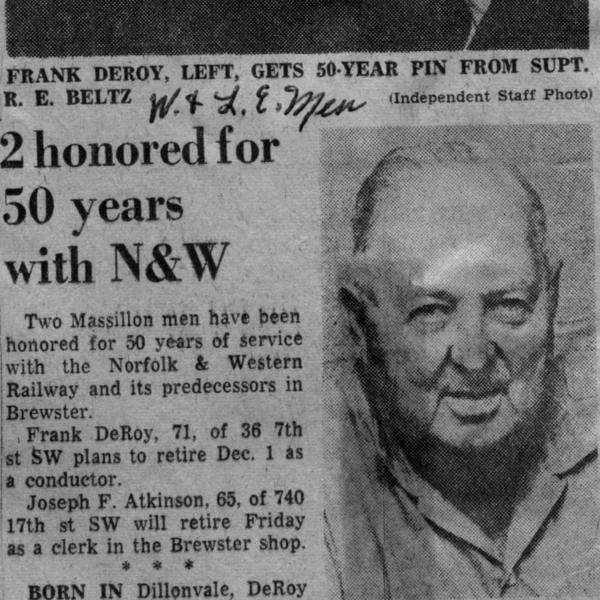 FRANK DEROY, LEFT, GETS 50-YEAR PIN FROM SUPT.
R. E. BELTZ W. & L. E. Men (Independent Staff Photo)
2 honored for
50 years
with N&W
Two Massillon men have been
honored for 50 years of service
with the Norfolk & Western
Railway and its predecessors in
Brewster.
Frank DeRoy, 71, of 36 7th
st SW plans to retire Dec. 1 as
a conductor.
Joseph F. Atkinson, 65, of 740
17th st SW will retire Friday
as a clerk in the Brewster shop.
* * *
BORN IN Dillonvale, DeRoy